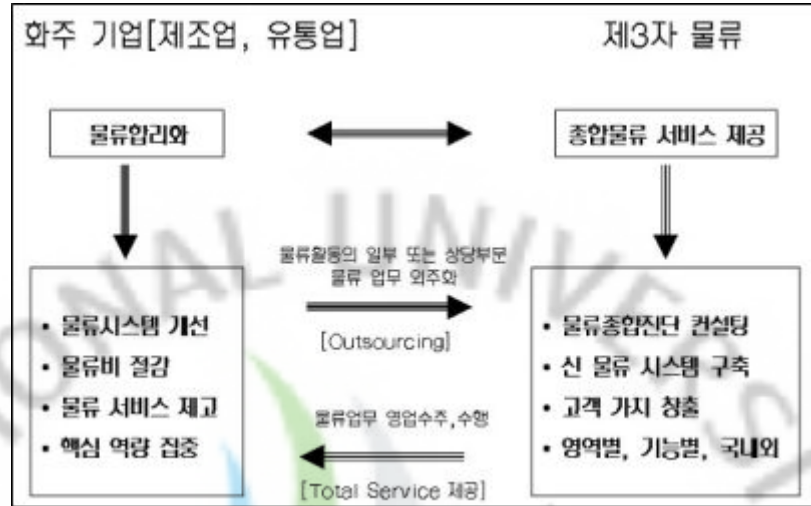 화주 기업[제조업, 유통업]
제3자 물류
물류합리화
종합물류 서비스 제공
물류활동의 일부 또는 상당부문
물류 업무 외주화
[Outsourcing]
• 물류시스템 개선
• 물류비 절감
• 물류 서비스 제고
• 핵심 역량 집중
물류업무 영업수주,수행
[Total Service 제공]
• 물류종합진단 컨설팅
• 신 물류 시스템 구축
• 고객 가치 창출
• 영역별, 기능별, 국내외